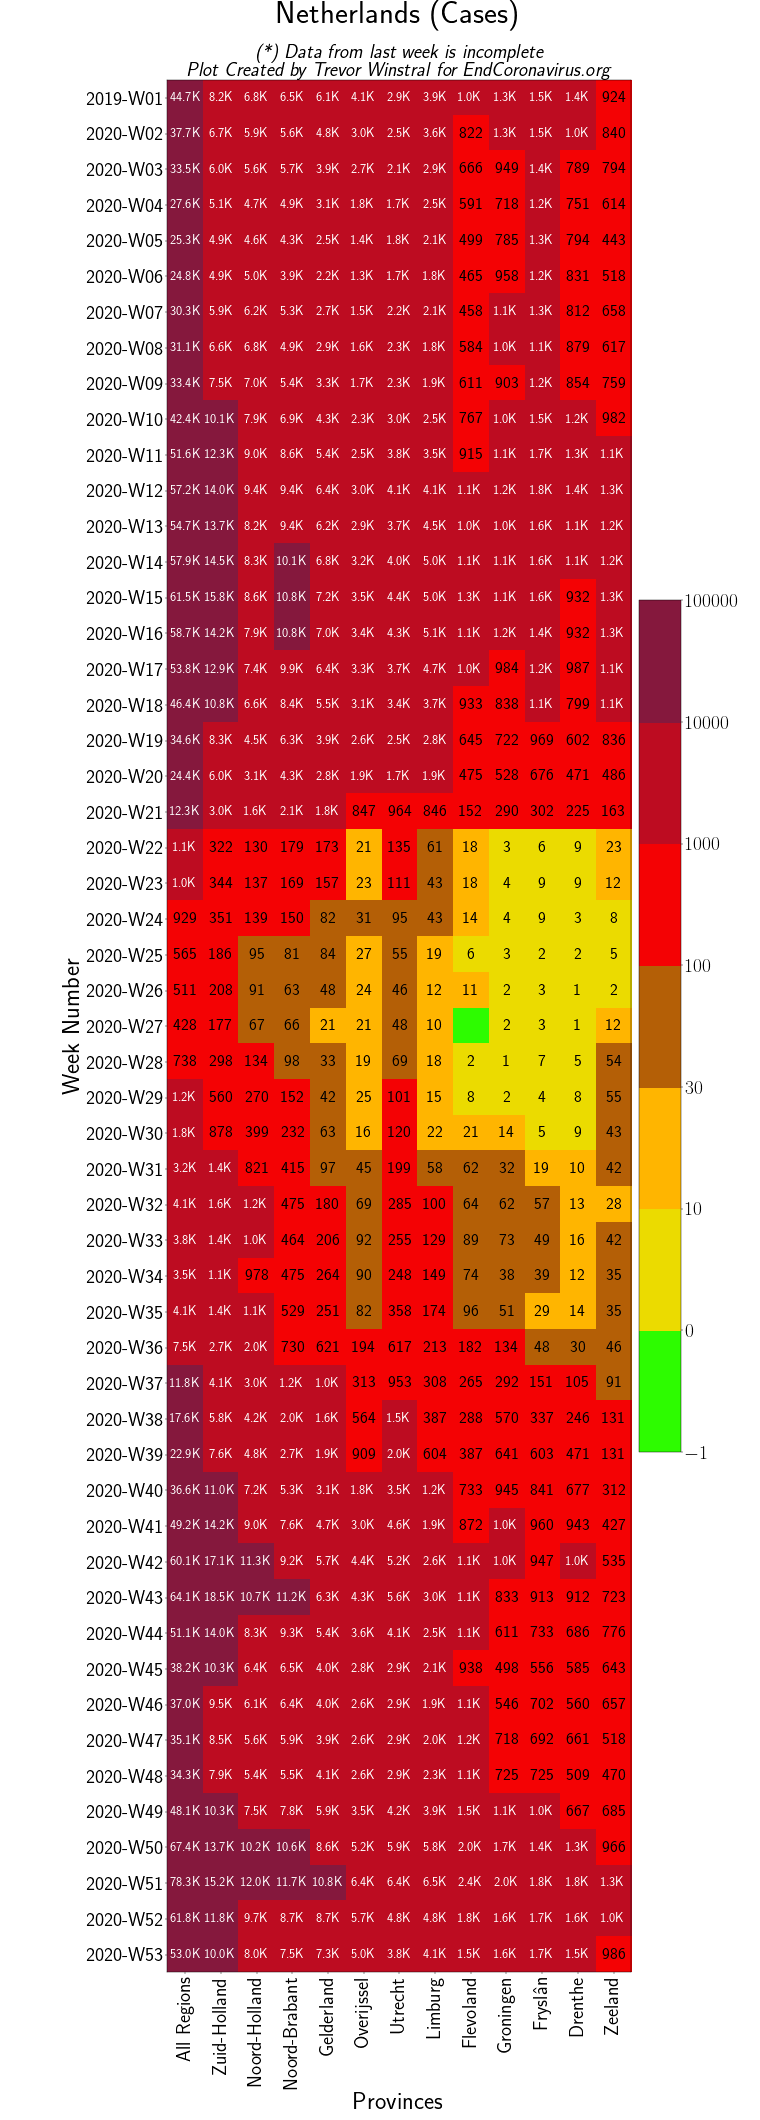 Netherlands (Cases)
(*) Data from last week is incomplete
Plot Created by Trevor Winstral for EndCoronavirus.org
2019-W01 44.7K 8.2K 6.8K 6.5K 6.1K 4.1K 2.9K 3.9K 1.0K 1.3K 1.5K 1.4K 924
2020-W02 37.7K 6.7K 5.9K 5.6K 4.8K 3.0K 2.5K 3.6K 822 1.3K 1.5K 1.0K 840
2020-W03 33.5K 6.0K 5.6K 5.7K 3.9K 2.7K 2.1K 2.9K 666 949 1.4K 789 794
2020-W04 27.6K 5.1K 4.7K 4.9K 3.1K 1.8K 1.7K 2.5K 591 718 1.2K 751 614
2020-W05 25.3K 4.9K 4.6K 4.3K 2.5K 1.4K 1.8K 2.1K 499 785 1.3K 794 443
2020-W06 24.8K 4.9K 5.0K 3.9K 2.2K 1.3K 1.7K 1.8K 465 958 1.2K 831 518
2020-W07 30.3K 5.9K 6.2K 5.3K 2.7K 1.5K 2.2K 2.1K 458 1.1K 1.3K 812 658
2020-W08 31.1K 6.6K 6.8K 4.9K 2.9K 1.6K 2.3K 1.8K 584 1.0K 1.1K 879 617
2020-W09 33.4K 7.5K 7.0K 5.4K 3.3K 1.7K 2.3K 1.9K 611 903 1.2K 854 759
2020-W10 42.4K 10.1K 7.9K 6.9K 4.3K 2.3K 3.0K 2.5K 767 1.0K 1.5K 1.2K 982
2020-W11 51.6K 12.3K 9.0K 8.6K 5.4K 2.5K 3.8K 3.5K 915 1.1K 1.7K 1.3K 1.1K
2020-W12 57.2K 14.0K 9.4K 9.4K 6.4K 3.0K 4.1K 4.1K 1.1K 1.2K 1.8K 1.4K 1.3K
2020-W13 54.7K 13.7K 8.2K 9.4K 6.2K 2.9K 3.7K 4.5K 1.0K 1.0K 1.6K 1.1K 1.2K
2020-W14 57.9K 14.5K 8.3K 10.1K 6.8K 3.2K 4.0K 5.0K 1.1K 1.1K 1.6K 1.1K 1.2K
2020-W15 61.5K 15.8K 8.6K 10.8K 7.2K 3.5K 4.4K 5.0K 1.3K 1.1K 1.6K 932 1.3K
2020-W16 58.7K 14.2K 7.9K 10.8K 7.0K 3.4K 4.3K 5.1K 1.1K 1.2K 1.4K 932 1.3K
2020-W17 53.8K 12.9K 7.4K 9.9K 6.4K 3.3K 3.7K 4.7K 1.0K 984 1.2K 987 1.1K
2020-W18 46.4K 10.8K 6.6K 8.4K 5.5K 3.1K 3.4K 3.7K 933 838 1.1K 799 1.1K
2020-W19 34.6K 8.3K 4.5K 6.3K 3.9K 2.6K 2.5K 2.8K 645 722 969 602 836
2020-W20 24.4K 6.0K 3.1K 4.3K 2.8K 1.9K 1.7K 1.9K 475 528 676 471 486
2020-W21 12.3K 3.0K 1.6K 2.1K 1.8K 847 964 846 152 290 302 225 163
2020-W22 1.1K 322 130 179 173 21 135 61 18 3 6 9 23
2020-W23 1.0K 344 137 169 157 23 111 43 18 4 9 9 12
2020-W24 929 351 139 150 82 31 95 43 14 4 9 3 8
2020-W25 565 186 95 81 84 27 55 19 6 3 2 2 5
2020-W26 511 208 91 63 48 24 46 12 11 2 3 1 2
2020-W27 428 177 67 66 21 21 48 10 2 3 1 12
2020-W28 738 298 134 98 33 19 69 18 2 1 7 5 54
2020-W29 1.2K 560 270 152 42 25 101 15 8 2 4 8 55
2020-W30 1.8K 878 399 232 63 16 120 22 21 14 5 9 43
2020-W31 3.2K 1.4K 821 415 97 45 199 58 62 32 19 10 42
2020-W32 4.1K 1.6K 1.2K 475 180 69 285 100 64 62 57 13 28
2020-W33 3.8K 1.4K 1.0K 464 206 92 255 129 89 73 49 16 42
2020-W34 3.5K 1.1K 978 475 264 90 248 149 74 38 39 12 35
2020-W35 4.1K 1.4K 1.1K 529 251 82 358 174 96 51 29 14 35
2020-W36 7.5K 2.7K 2.0K 730 621 194 617 213 182 134 48 30 46
2020-W37 11.8K 4.1K 3.0K 1.2K 1.0K 313 953 308 265 292 151 105 91
2020-W38 17.6K 5.8K 4.2K 2.0K 1.6K 564 1.5K 387 288 570 337 246 131
2020-W39 22.9K 7.6K 4.8K 2.7K 1.9K 909 2.0K 604 387 641 603 471 131
2020-W40 36.6K 11.0K 7.2K 5.3K 3.1K 1.8K 3.5K 1.2K 733 945 841 677 312
2020-W41 49.2K 14.2K 9.0K 7.6K 4.7K 3.0K 4.6K 1.9K 872 1.0K 960 943 427
2020-W42 60.1K 17.1K 11.3K 9.2K 5.7K 4.4K 5.2K 2.6K 1.1K 1.0K 947 1.0K 535
2020-W43 64.1K 18.5K 10.7K 11.2K 6.3K 4.3K 5.6K 3.0K 1.1K 833 913 912 723
2020-W44 51.1K 14.0K 8.3K 9.3K 5.4K 3.6K 4.1K 2.5K 1.1K 611 733 686 776
2020-W45 38.2K 10.3K 6.4K 6.5K 4.0K 2.8K 2.9K 2.1K 938 498 556 585 643
2020-W46 37.0K 9.5K 6.1K 6.4K 4.0K 2.6K 2.9K 1.9K 1.1K 546 702 560 657
2020-W47 35.1K 8.5K 5.6K 5.9K 3.9K 2.6K 2.9K 2.0K 1.2K 718 692 661 518
2020-W48 34.3K 7.9K 5.4K 5.5K 4.1K 2.6K 2.9K 2.3K 1.1K 725 725 509 470
2020-W49 48.1K 10.3K 7.5K 7.8K 5.9K 3.5K 4.2K 3.9K 1.5K 1.1K 1.0K 667 685
2020-W50 67.4K 13.7K 10.2K 10.6K 8.6K 5.2K 5.9K 5.8K 2.0K 1.7K 1.4K 1.3K 966
2020-W51 78.3K 15.2K 12.0K 11.7K 10.8K 6.4K 6.4K 6.5K 2.4K 2.0K 1.8K 1.8K 1.3K
2020-W52 61.8K 11.8K 9.7K 8.7K 8.7K 5.7K 4.8K 4.8K 1.8K 1.6K 1.7K 1.6K 1.0K
2020-W53 53.0K 10.0K 8.0K 7.5K 7.3K 5.0K 3.8K 4.1K 1.5K 1.6K 1.7K 1.5K 986
Week Number
All Regions
Zuid-Holland
Noord-Holland
Noord-Brabant
Gelderland
Overijssel
Utrecht
Limburg
Flevoland
Groningen
Fryslân
Drenthe
Zeeland
Provinces
100000
10000
1000
100
30
10
0
−1